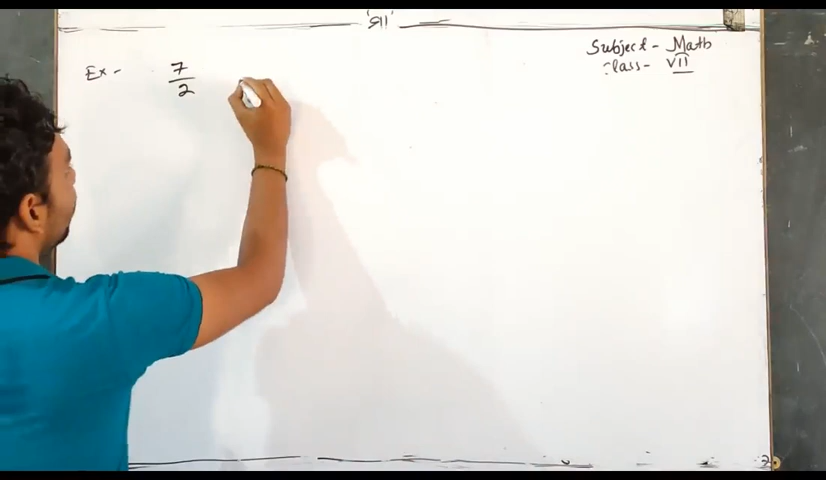 'श्री'
Subject - Math
Class - VII
Ex - 7/2